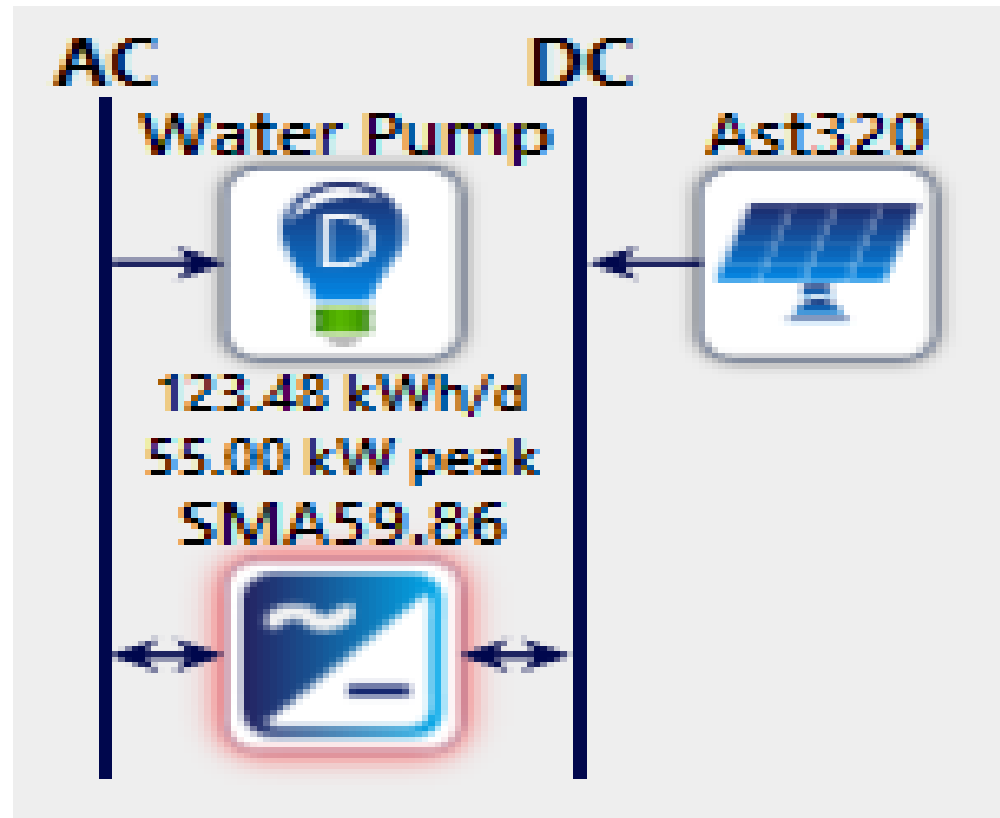 AC DC
Water Pump Ast320
D
123.48 kWh/d
55.00 kW peak
SMA59.86